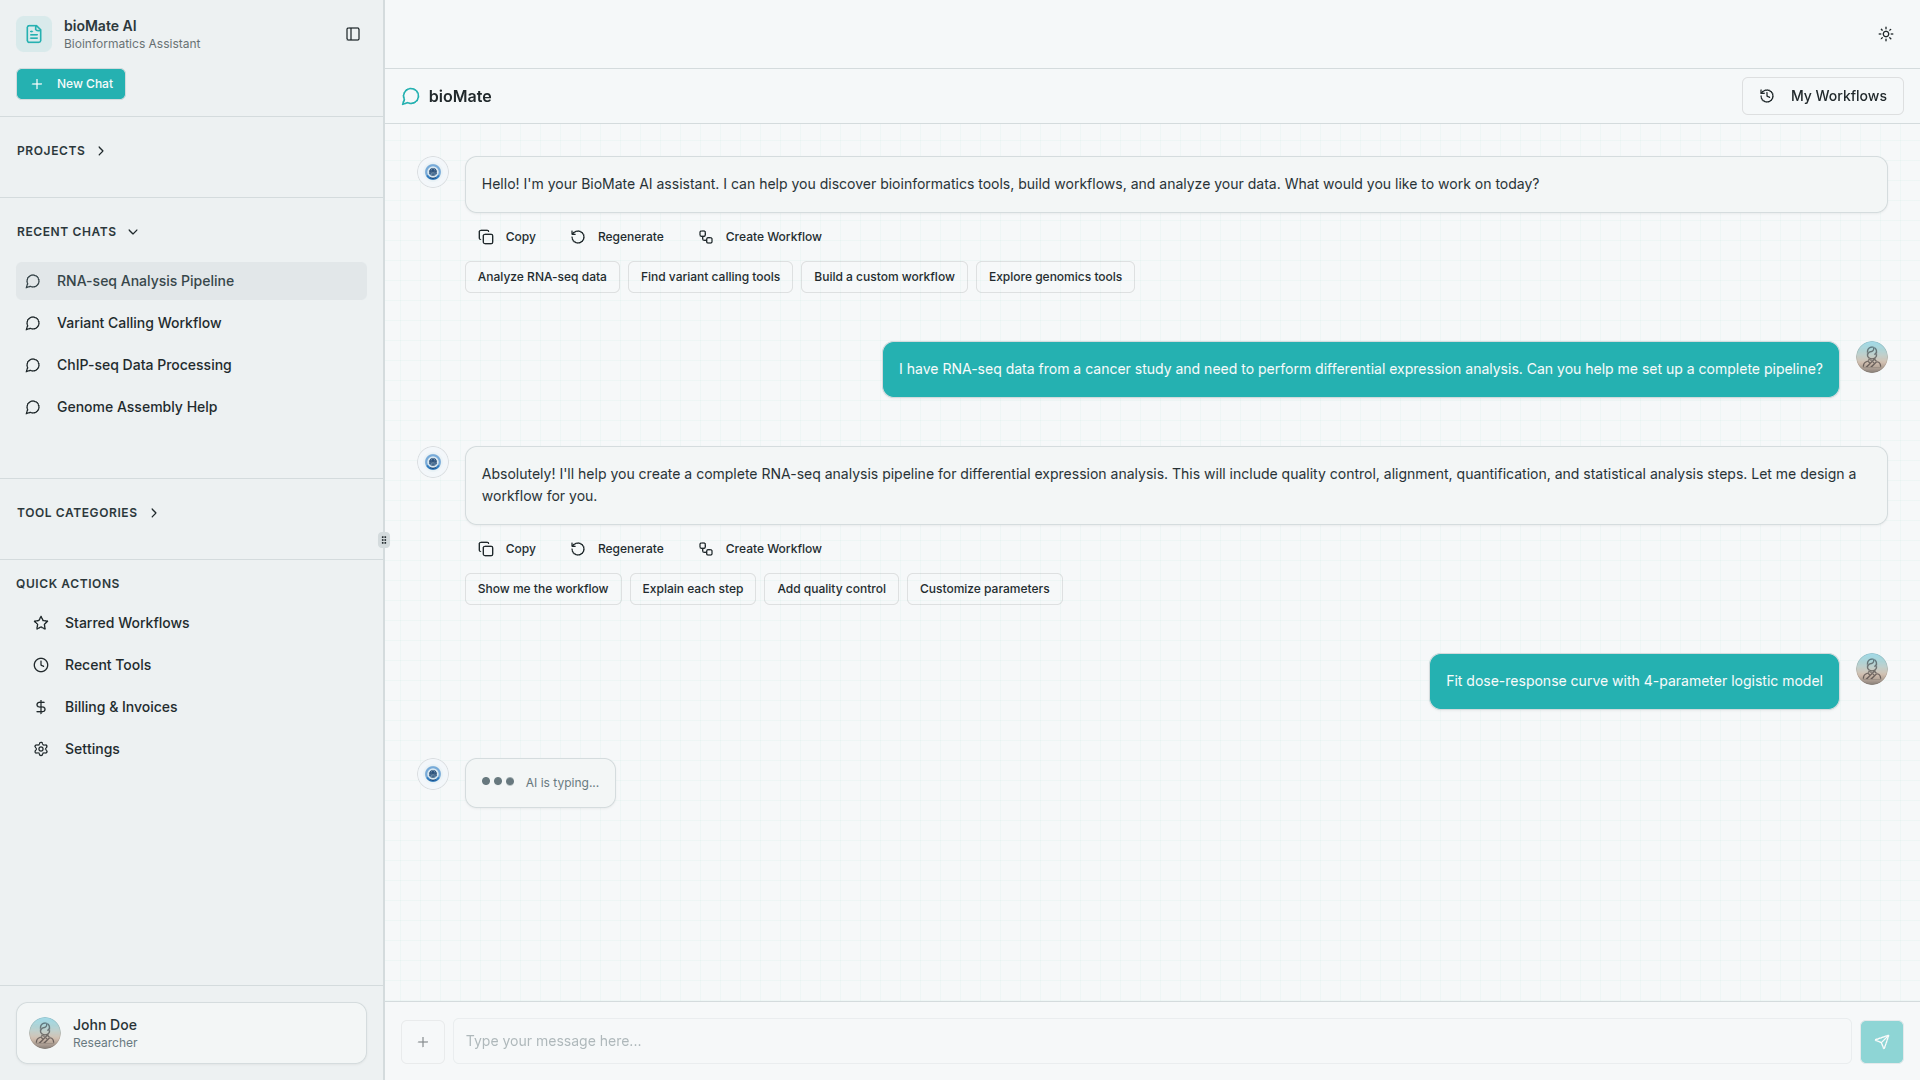 bioMate AI
Bioinformatics Assistant
New Chat
PROJECTS
RECENT CHATS
RNA-seq Analysis Pipeline
Variant Calling Workflow
ChIP-seq Data Processing
Genome Assembly Help
TOOL CATEGORIES
QUICK ACTIONS
Starred Workflows
Recent Tools
Billing & Invoices
Settings
John Doe
Researcher
bioMate
My Workflows
Hello! I'm your BioMate AI assistant. I can help you discover bioinformatics tools, build workflows, and analyze your data. What would you like to work on today?
Copy Regenerate Create Workflow
Analyze RNA-seq data Find variant calling tools Build a custom workflow Explore genomics tools
I have RNA-seq data from a cancer study and need to perform differential expression analysis. Can you help me set up a complete pipeline?
Absolutely! I'll help you create a complete RNA-seq analysis pipeline for differential expression analysis. This will include quality control, alignment, quantification, and statistical analysis steps. Let me design a
workflow for you.
Copy Regenerate Create Workflow
Show me the workflow Explain each step Add quality control Customize parameters
Fit dose-response curve with 4-parameter logistic model
AI is typing...
Type your message here...